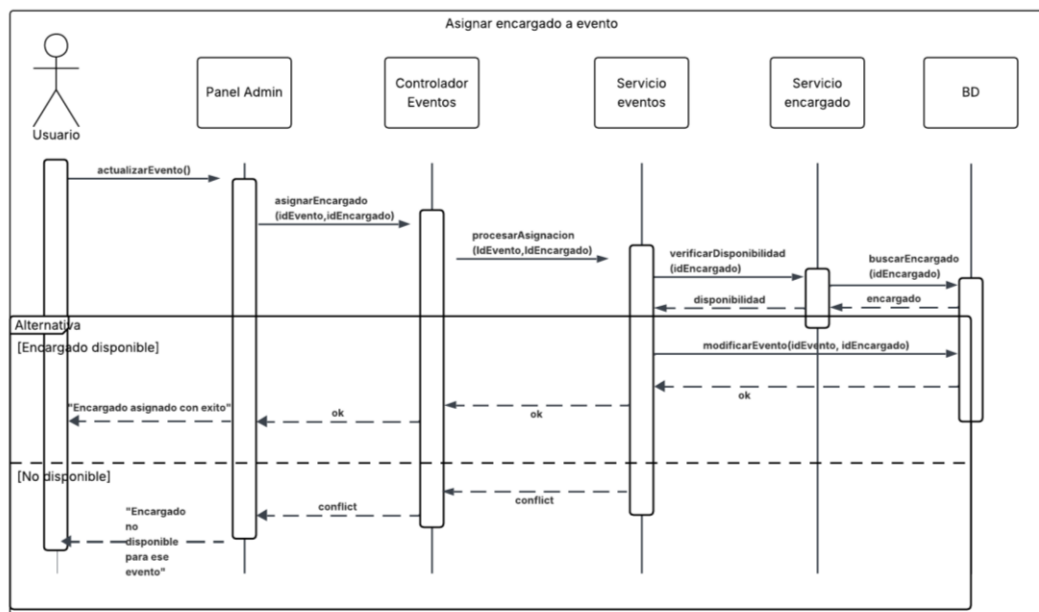 Asignar encargado a evento
Usuario
Panel Admin
Controlador
Eventos
Servicio
eventos
Servicio
encargado
BD
actualizarEvento()
asignarEncargado
(idEvento,idEncargado)
procesarAsignacion
(IdEvento,IdEncargado)
verificarDisponibilidad
(idEncargado)
buscarEncargado
(idEncargado)
disponibilidad
encargado
Alternativa
[Encargado disponible]
modificarEvento(idEvento, idEncargado)
ok
ok
ok
"Encargado asignado con exito"
[No disponible]
conflict
conflict
"Encargado
no
disponible
para ese
evento"